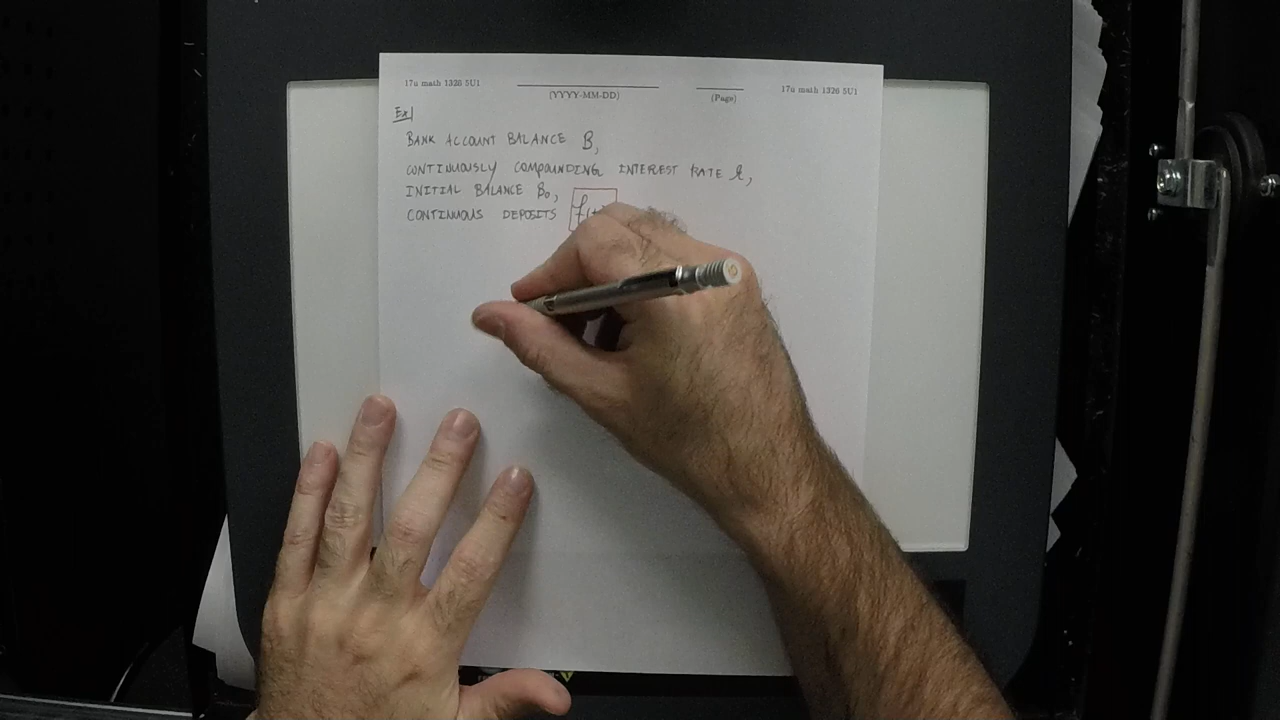 17u math 1326 5U1 (YYYY-MM-DD) (Page) 17u math 1326 5U1
Ex1
BANK ACCOUNT BALANCE B,
CONTINUOUSLY COMPOUNDING INTEREST RATE r,
INITIAL BALANCE B₀,
CONTINUOUS DEPOSITS f(t)